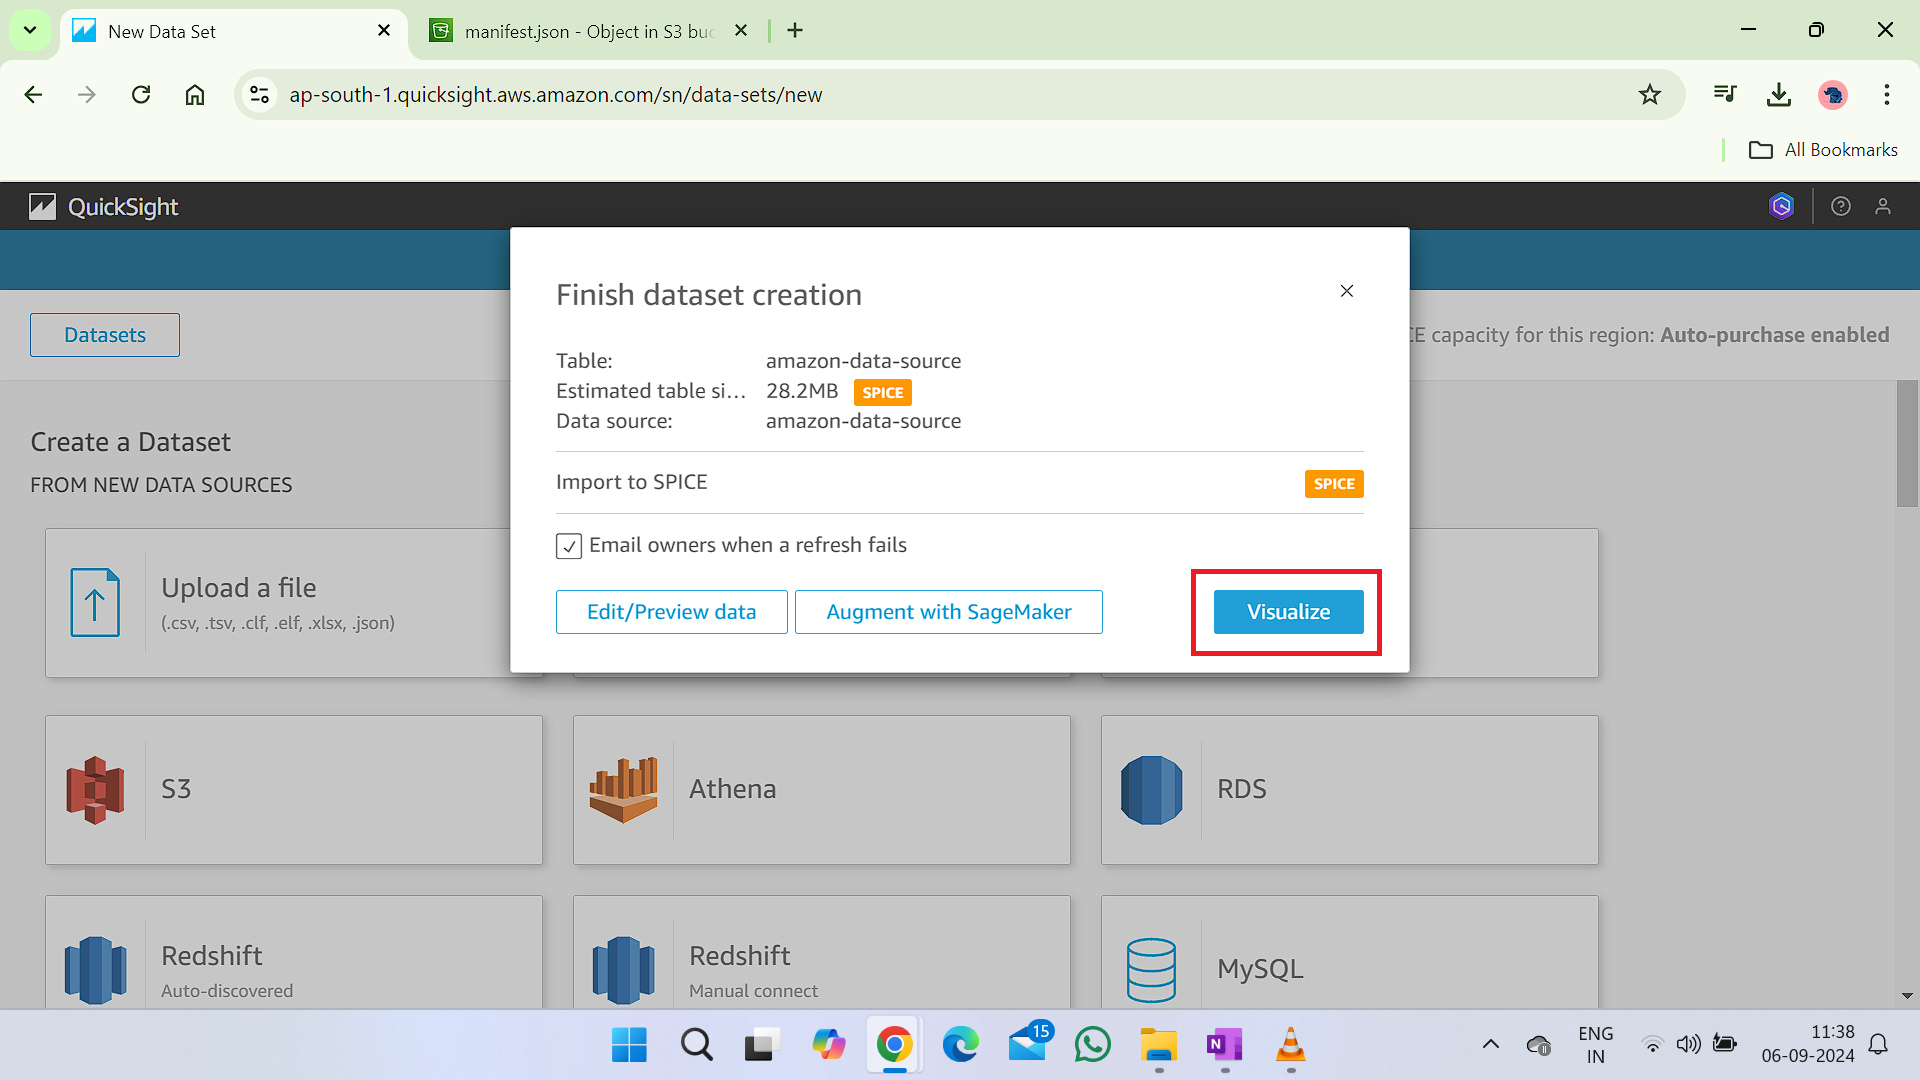 New Data Set
manifest.json - Object in S3 buc
ap-south-1.quicksight.aws.amazon.com/sn/data-sets/new
All Bookmarks
QuickSight
Datasets
CE capacity for this region: Auto-purchase enabled
Finish dataset creation
Table: amazon-data-source
Estimated table si... 28.2MB SPICE
Data source: amazon-data-source
Import to SPICE SPICE
Email owners when a refresh fails
Edit/Preview data
Augment with SageMaker
Visualize
Create a Dataset
FROM NEW DATA SOURCES
Upload a file
(.csv, .tsv, .clf, .elf, .xlsx, .json)
S3
Athena
RDS
Redshift
Auto-discovered
Redshift
Manual connect
MySQL
15
N
ENG
IN
11:38
06-09-2024